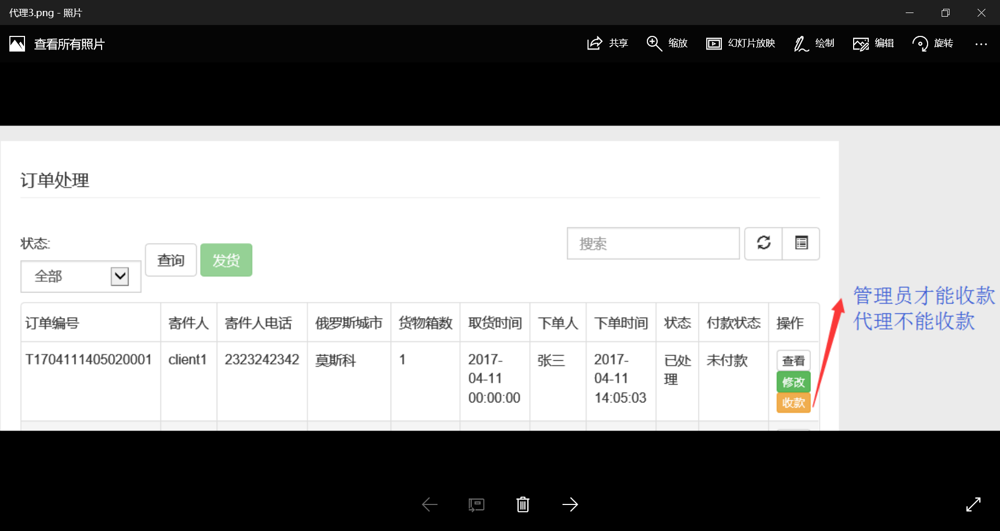 代理3.png - 照片
查看所有照片
共享
缩放
幻灯片放映
绘制
编辑
旋转
订单处理
状态:
全部
查询
发货
搜索
管理员才能收款
代理不能收款
订单编号 寄件人 寄件人电话 俄罗斯城市 货物箱数 取货时间 下单人 下单时间 状态 付款状态 操作
T1704111405020001 client1 2323242342 莫斯科 1 2017- 张三 2017- 已处 未付款 查看
04-11 04-11 理 修改
00:00:00 14:05:03 收款